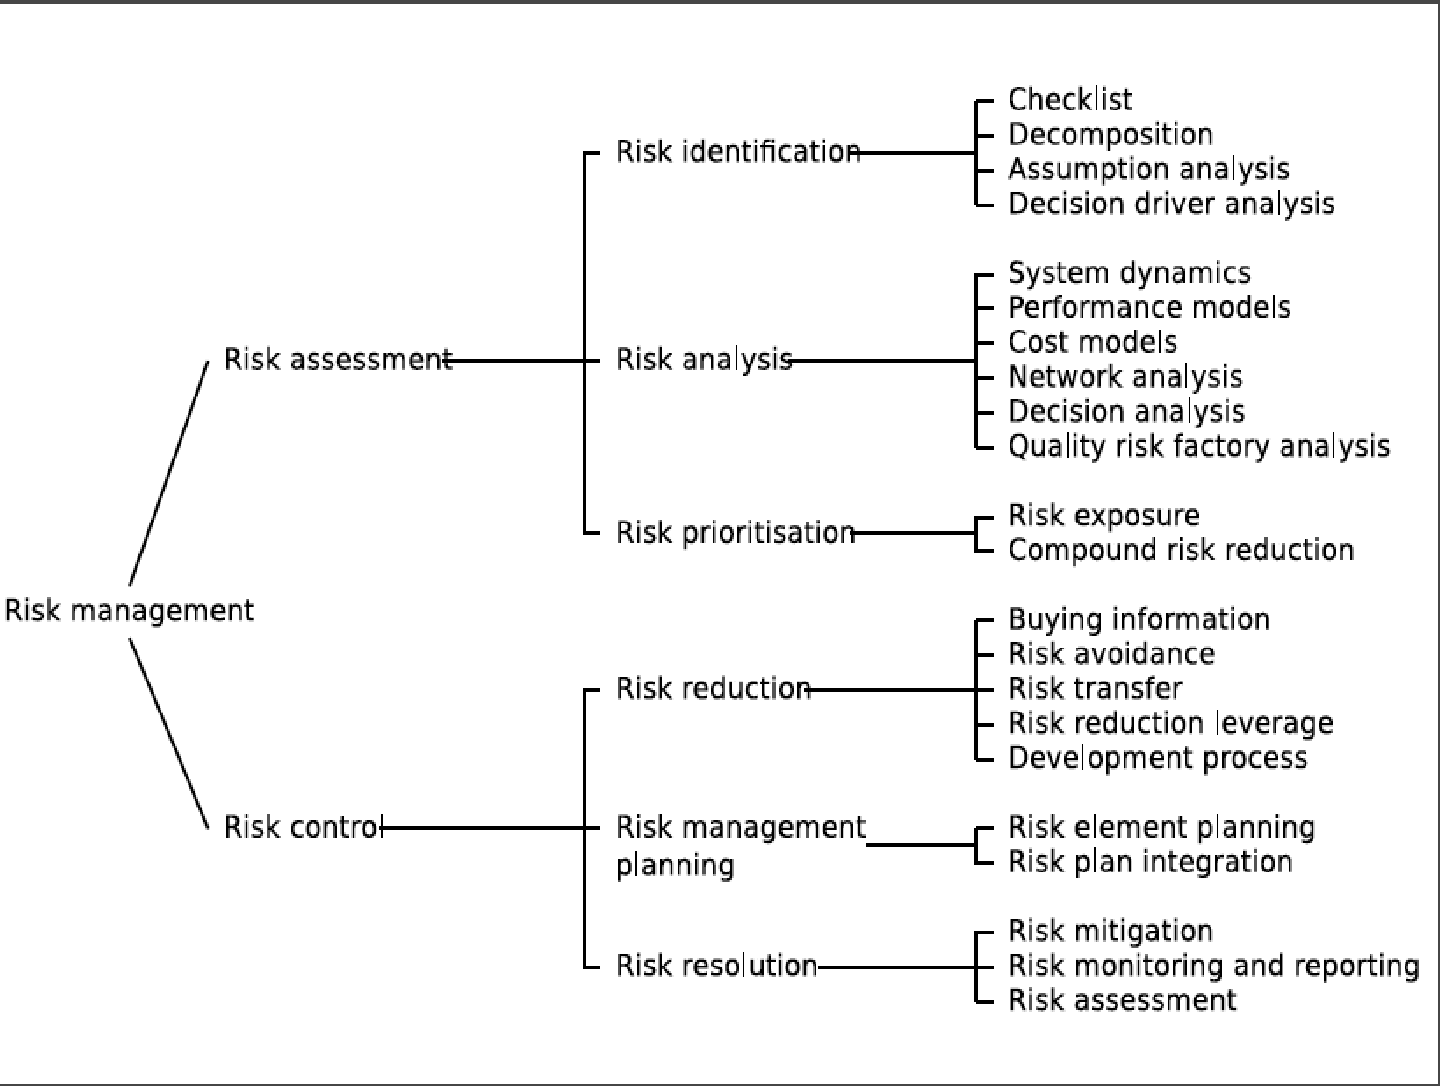 Checklist
Risk identification
Decomposition
Assumption analysis
Decision driver analysis
System dynamics
Performance models
Risk assessment
Risk analysis
Cost models
Network analysis
Decision analysis
Quality risk factory analysis
Risk prioritisation
Risk exposure
Compound risk reduction
Risk management
Buying information
Risk avoidance
Risk reduction
Risk transfer
Risk reduction leverage
Development process
Risk control
Risk management
planning
Risk element planning
Risk plan integration
Risk resolution
Risk mitigation
Risk monitoring and reporting
Risk assessment